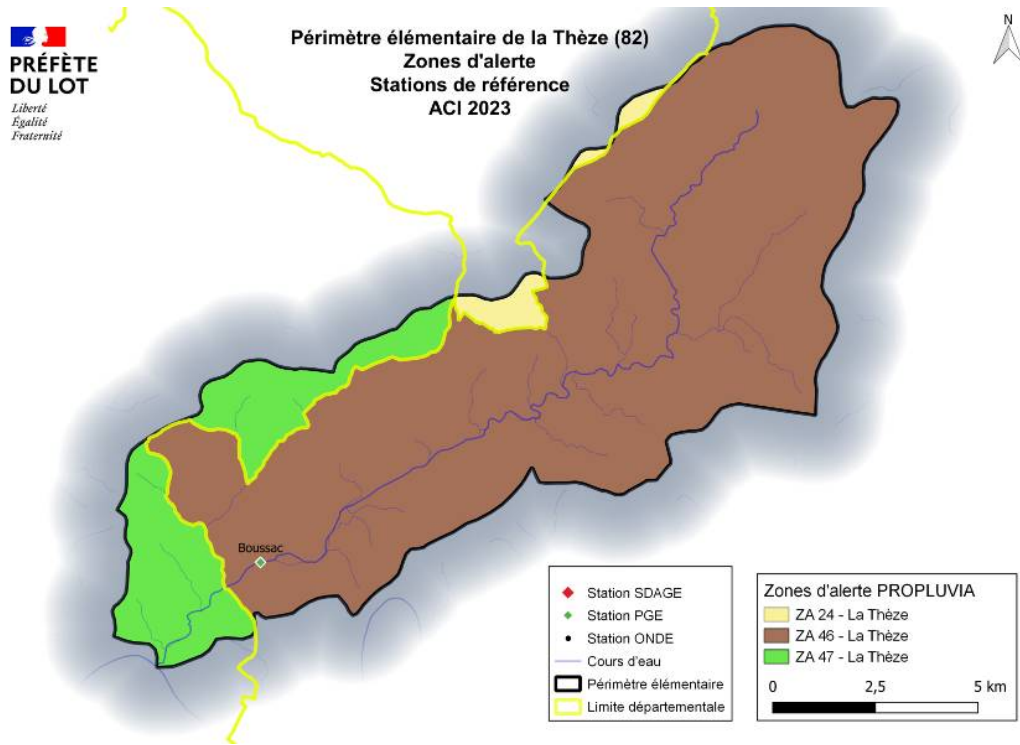 PRÉFÈTE
DU LOT
Liberté
Égalité
Fraternité
Périmètre élémentaire de la Thèze (82)
Zones d'alerte
Stations de référence
ACI 2023
N
Boussac
Station SDAGE
Station PGE
Station ONDE
Cours d'eau
Périmètre élémentaire
Limite départementale
Zones d'alerte PROPLUVIA
ZA 24 - La Thèze
ZA 46 - La Thèze
ZA 47 - La Thèze
0 2,5 5 km